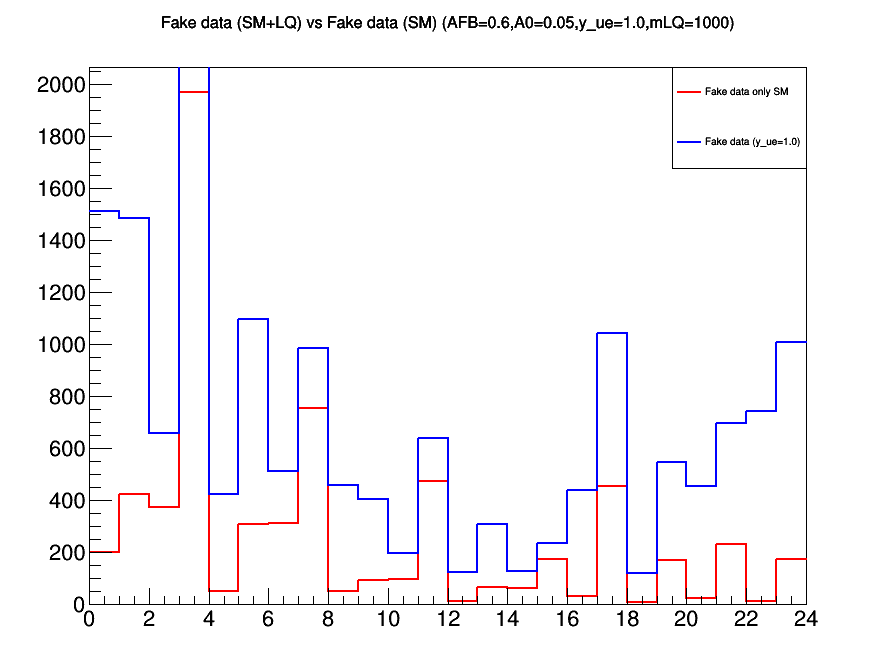 Fake data (SM+LQ) vs Fake data (SM) (AFB=0.6,A0=0.05,y_ue=1.0,mLQ=1000)
Fake data only SM
Fake data (y_ue=1.0)
2000
1800
1600
1400
1200
1000
800
600
400
200
0
0 2 4 6 8 10 12 14 16 18 20 22 24